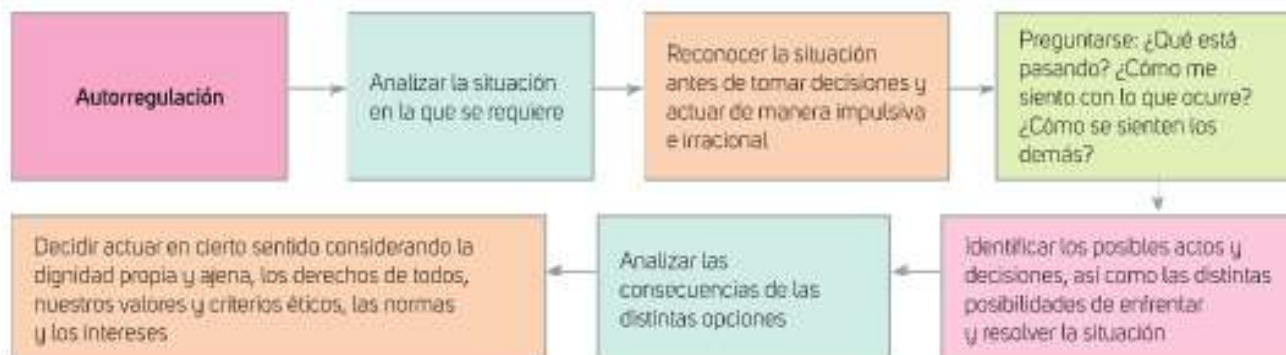 Autorregulación
Analizar la situación
en la que se requiere
Reconocer la situación
antes de tomar decisiones y
actuar de manera impulsiva
e irracional
Preguntarse: ¿Qué está
pasando? ¿Cómo me
siento con lo que ocurre?
¿Cómo se sienten los
demás?
Identificar los posibles actos y
decisiones, así como las distintas
posibilidades de enfrentar
y resolver la situación
Analizar las
consecuencias de las
distintas opciones
Decidir actuar en cierto sentido considerando la
dignidad propia y ajena, los derechos de todos,
nuestros valores y criterios éticos, las normas
y los intereses